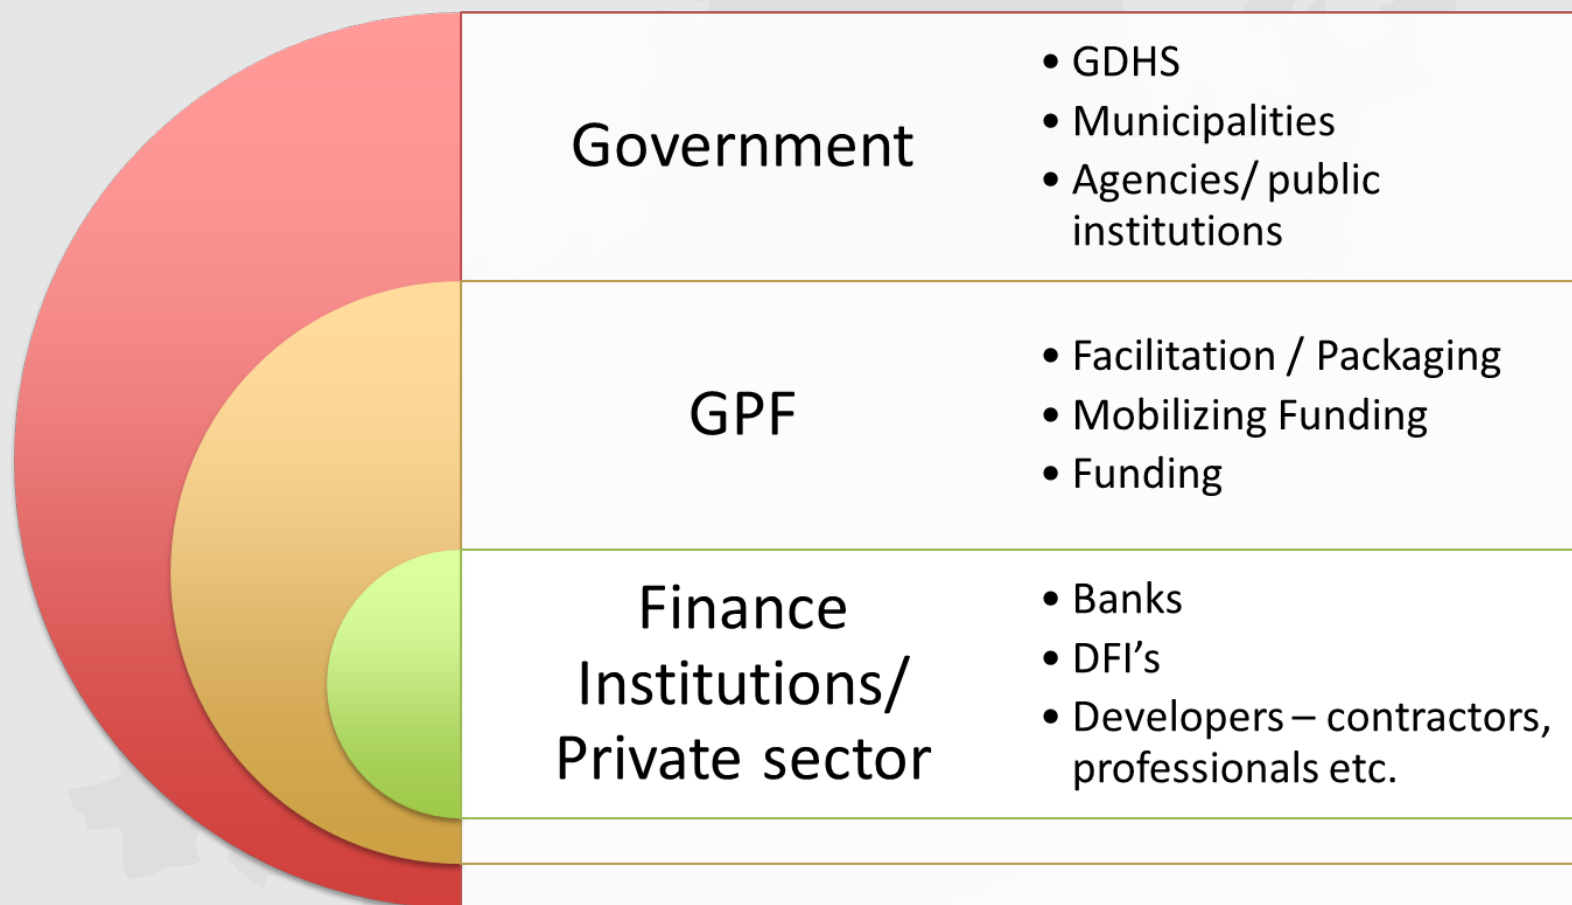 Government
• GDHS
• Municipalities
• Agencies/ public
institutions
GPF
• Facilitation / Packaging
• Mobilizing Funding
• Funding
Finance
Institutions/
Private sector
• Banks
• DFI’s
• Developers – contractors,
professionals etc.